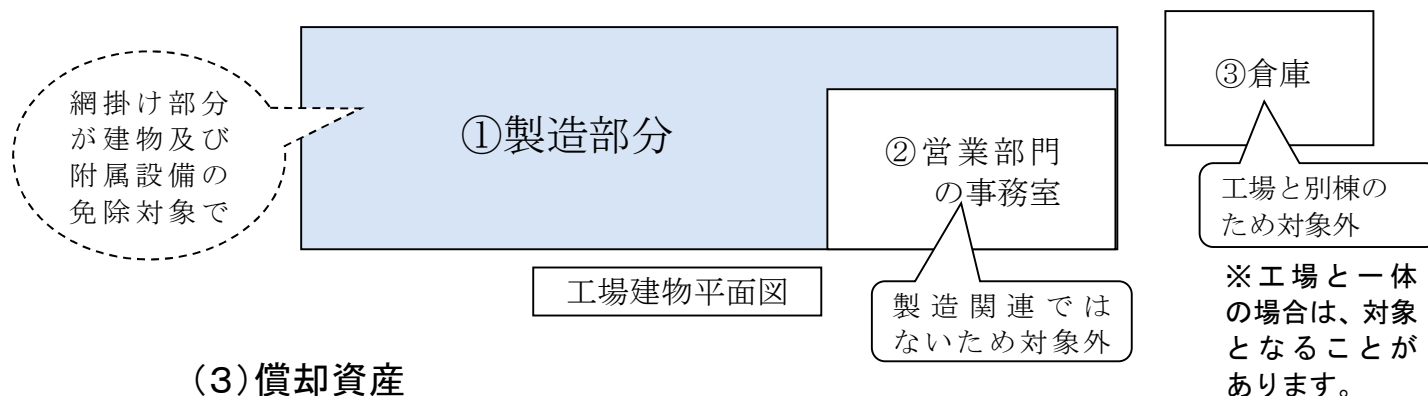 網掛け部分
が建物及び
附属設備の
免除対象で
①製造部分
②営業部門
の事務室
③倉庫
工場と別棟の
ため対象外
※工場と一体
の場合は、対象
となることが
あります。
工場建物平面図
製造関連では
ないため対象外
(3)償却資産